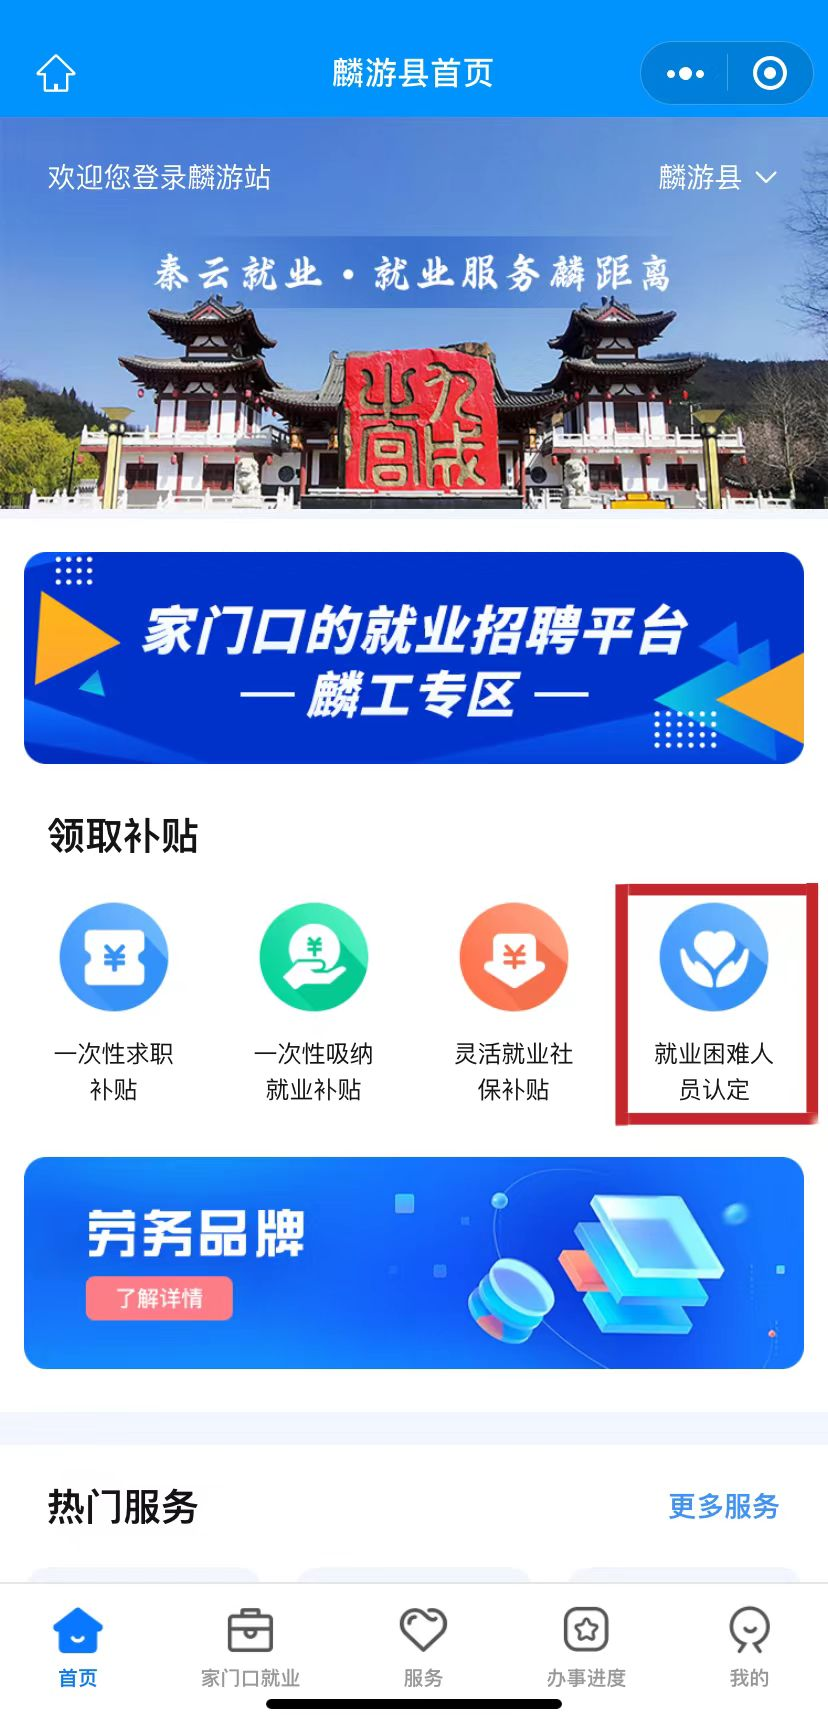 麟游县首页
欢迎您登录麟游站
麟游县
秦云就业·就业服务麟距离
九成
宫
家门口的就业招聘平台
— 麟工专区 —
领取补贴
一次性求职
补贴
一次性吸纳
就业补贴
灵活就业社
保补贴
就业困难人
员认定
劳务品牌
了解详情
热门服务
更多服务
首页
家门口就业
服务
办事进度
我的